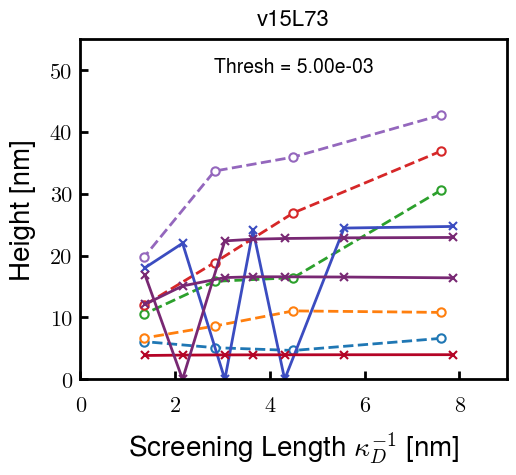 v15L73
Thresh = 5.00e-03
50
40
30
20
10
0
Height [nm]
0 2 4 6 8
Screening Length κ_D^{-1} [nm]